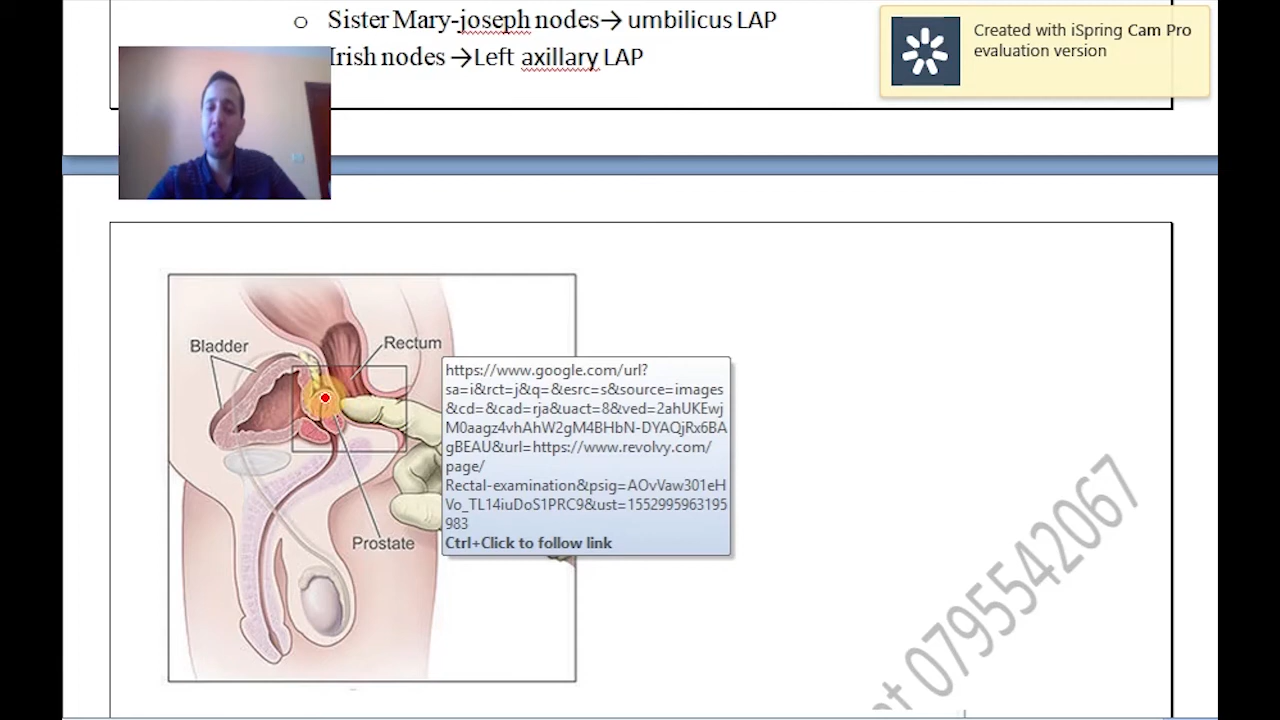 ○ Sister Mary-joseph nodes→ umbilicus LAP
Irish nodes →Left axillary LAP
Created with iSpring Cam Pro
evaluation version
Bladder
Rectum
Prostate
https://www.google.com/url?
sa=i&rct=j&q=&esrc=s&source=images
&cd=&cad=rja&uact=8&ved=2ahUKEwj
M0aagz4vhAhW2gM4BHbN-DYAQjRx6BA
gBEAU&url=https://www.revolvy.com/
page/
Rectal-examination&psig=AOvVaw301eH
Vo_TL14iuDoS1PRC9&ust=1552995963195
983
Ctrl+Click to follow link
0795542067